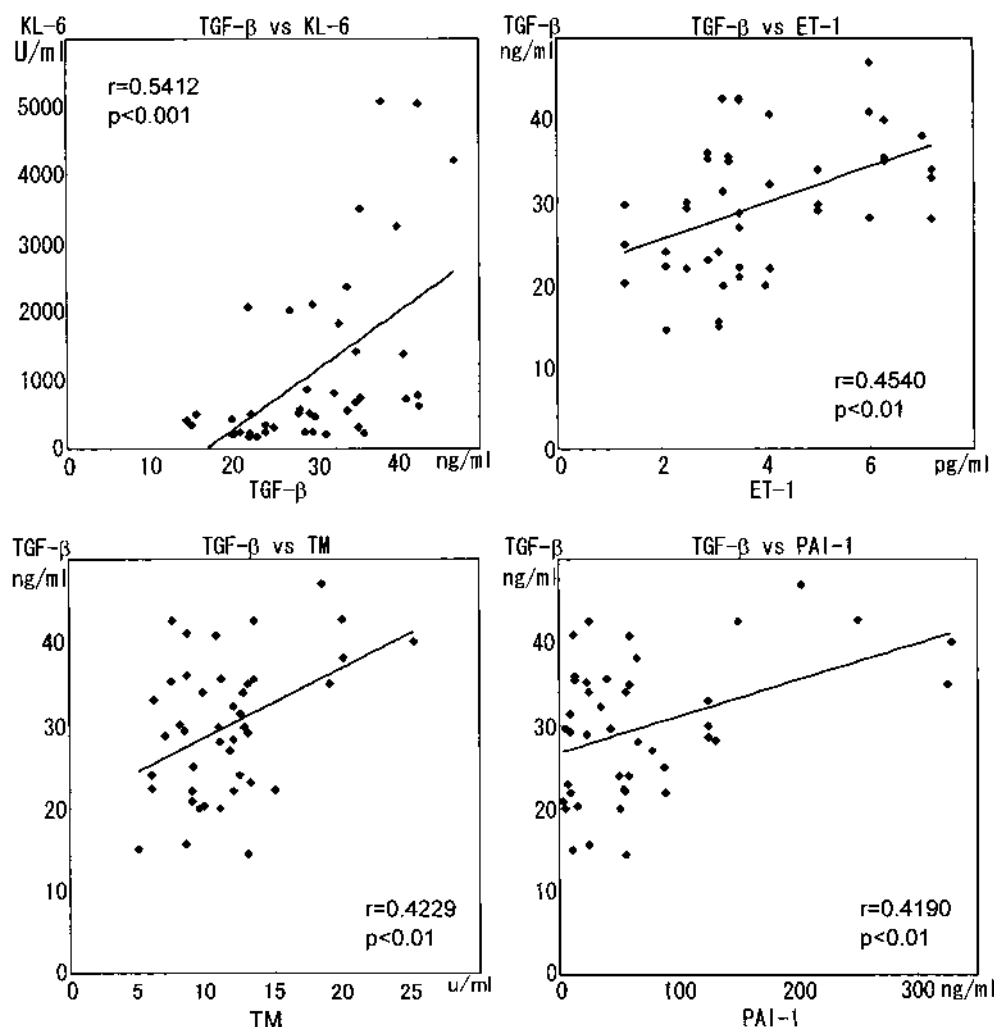 KL-6 TGF-β vs KL-6
U/ml
r=0.5412
p<0.001
5000
4000
3000
2000
1000
0
0 10 20 30 40 ng/ml
TGF-β
TGF-β TGF-β vs ET-1
ng/ml
40
30
20
10
0
r=0.4540
p<0.01
0 2 4 6 pg/ml
ET-1
TGF-β TGF-β vs TM
ng/ml
40
30
20
10
0
r=0.4229
p<0.01
0 5 10 15 20 25 u/ml
TM
TGF-β TGF-β vs PAI-1
ng/ml
40
30
20
10
0
r=0.4190
p<0.01
0 100 200 300 ng/ml
PAI-1